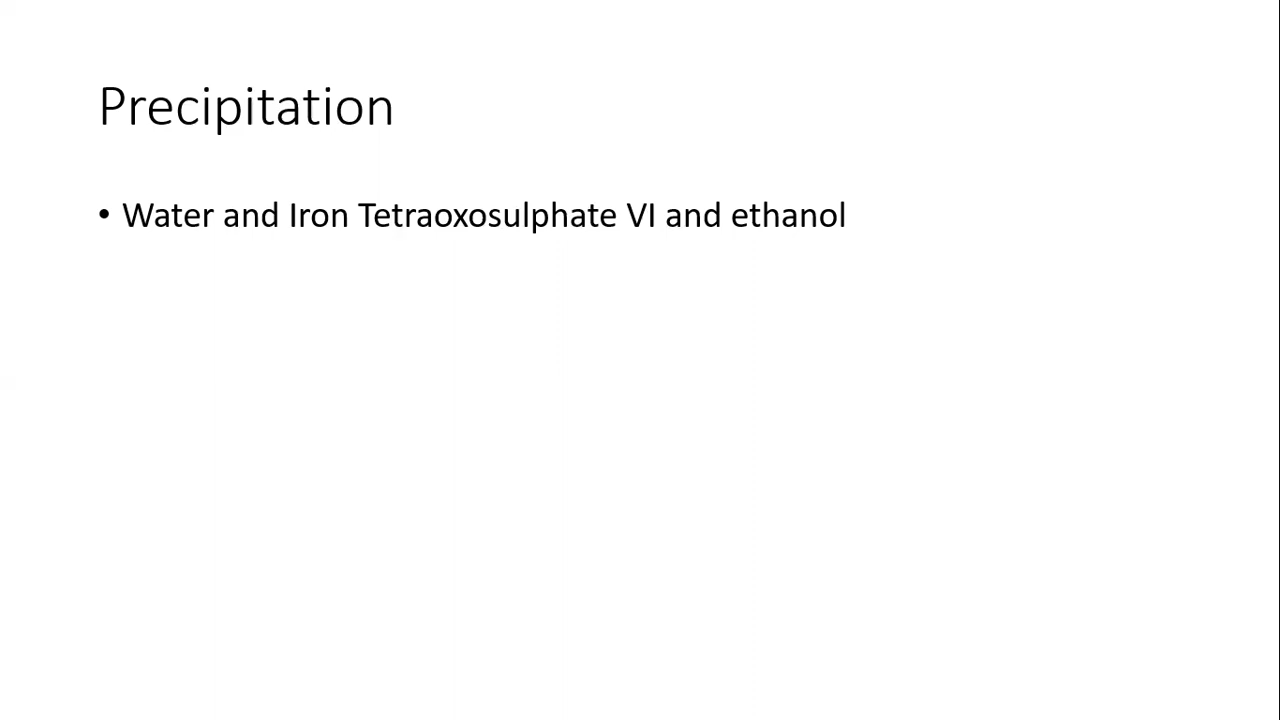 Precipitation
• Water and Iron Tetraoxosulphate VI and ethanol